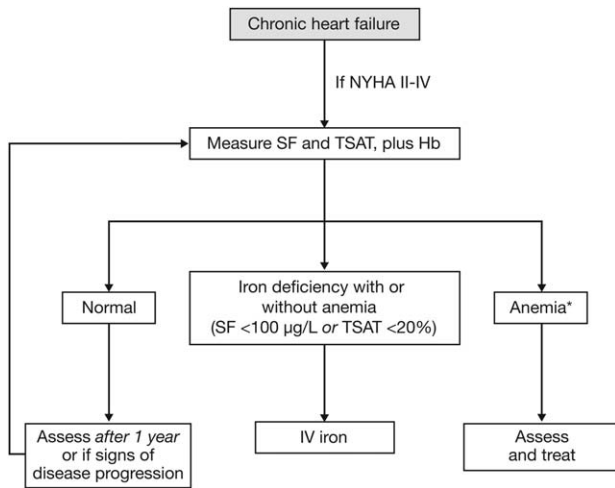 Chronic heart failure
If NYHA II-IV
Measure SF and TSAT, plus Hb
Normal
Iron deficiency with or
without anemia
(SF <100 µg/L or TSAT <20%)
Anemia*
Assess after 1 year
or if signs of
disease progression
IV iron
Assess
and treat